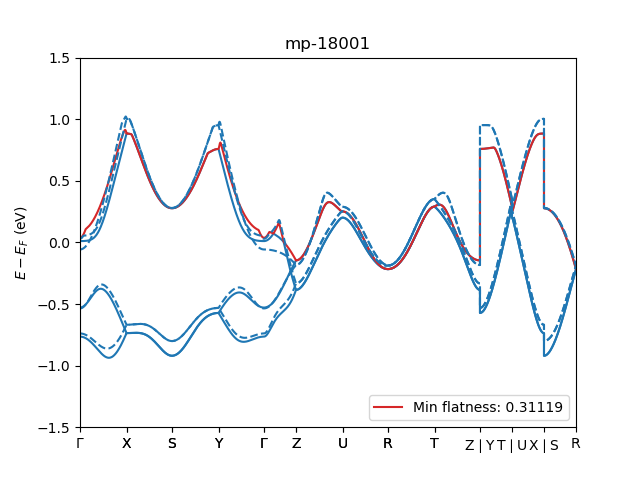 mp-18001
E − E_F (eV)
1.5
1.0
0.5
0.0
−0.5
−1.0
−1.5
Min flatness: 0.31119
Γ X S Y Γ Z U R T Z | Y T | U X | S R